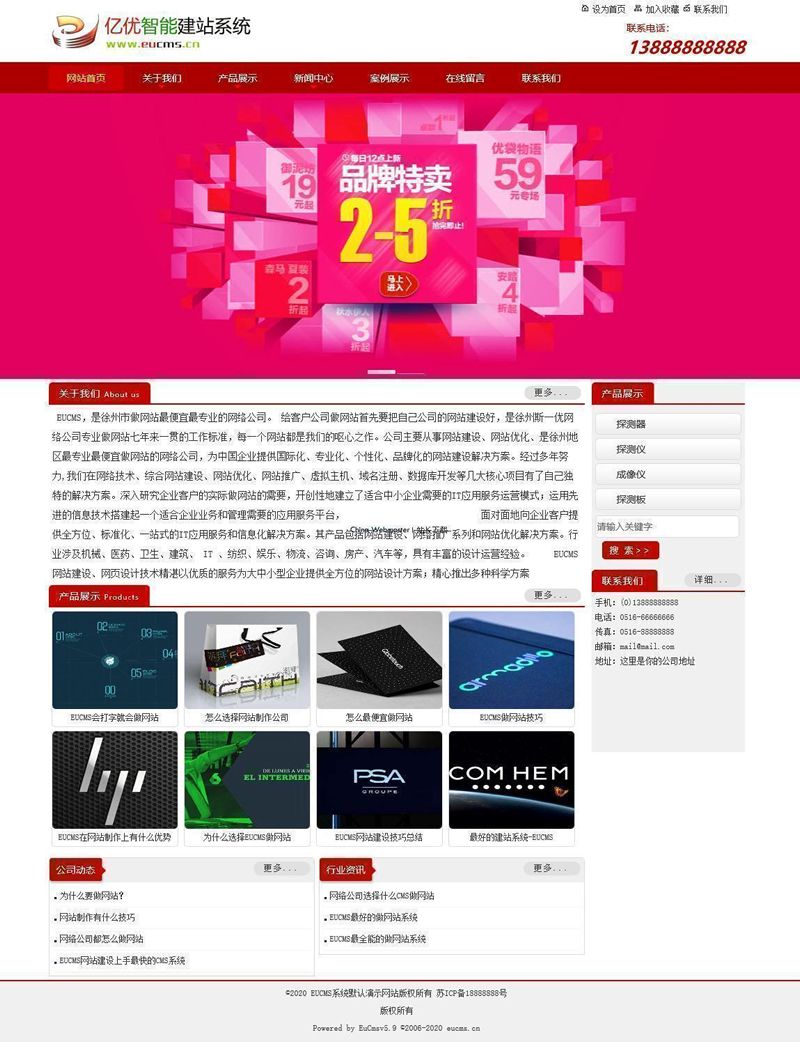 设为首页 加入收藏 联系我们
亿优智能建站系统
www.eucms.cn
联系电话:
13888888888
网站首页 关于我们 产品展示 新闻中心 案例展示 在线留言 联系我们
每日12点上新
品牌特卖
2-5折
抢完即止!
马上
进入
御泥坊
19
元起
优袋物语
59
元专场
森马 夏装
2
折起
3
折起
安踏
4
折起
关于我们 About us 更多...
EUCMS，是徐州市做网站最便宜最专业的网络公司。 给客户公司做网站首先要把自己公司的网站建设好，是徐州斯一优网
络公司专业做网站七年来一贯的工作标准，每一个网站都是我们的呕心之作。公司主要从事网站建设、网站优化、是徐州地
区最专业最便宜做网站的网络公司，为中国企业提供国际化、专业化、个性化、品牌化的网站建设解决方案。经过多年努
力，我们在网络技术、综合网站建设、网站优化、网站推广、虚拟主机、域名注册、数据库开发等几大核心项目有了自己独
特的解决方案。深入研究企业客户的实际做网站的需要，开创性地建立了适合中小企业需要的IT应用服务运营模式；运用先
进的信息技术搭建起一个适合企业业务和管理需要的应用服务平台， 面对面地向企业客户提
供全方位、标准化、一站式的IT应用服务和信息化解决方案。其产品包括网站建设、网络推广系列和网站优化解决方案。行
业涉及机械、医药、卫生、建筑、 IT 、纺织、娱乐、物流、咨询、房产、汽车等，具有丰富的设计运营经验。 EUCMS
网站建设、网页设计技术精湛以优质的服务为大中小型企业提供全方位的网站设计方案；精心推出多种科学方案
产品展示
探测器
探测仪
成像仪
探测板
请输入关键字
搜 索>>
联系我们 详细...
手机：(0)13888888888
电话：0516-66666666
传真：0516-88888888
邮箱：mail@mail.com
地址：这里是你的公司地址
产品展示 Products 更多...
01 02 03 04 05 00
armadillo
EUCMS会打字就会做网站 怎么选择网站制作公司 怎么最便宜做网站 EUCMS做网站技巧
hp
6
DE LUNES A VIE
EL INTERMED
PSA
GROUPE
COM HEM
EUCMS在网站制作上有什么优势 为什么选择EUCMS做网站 EUCMS网站建设技巧总结 最好的建站系统-EUCMS
公司动态 更多...
为什么要做网站？
网站制作有什么技巧
网络公司都怎么做网站
EUCMS网站建设上手最快的CMS系统
行业资讯 更多...
网络公司选择什么CMS做网站
EUCMS最好的做网站系统
EUCMS最全能的做网站系统
©2020 EUCMS系统默认演示网站版权所有 苏ICP备18888888号
版权所有
Powered by EuCmsv5.9 ©2006-2020 eucms.cn